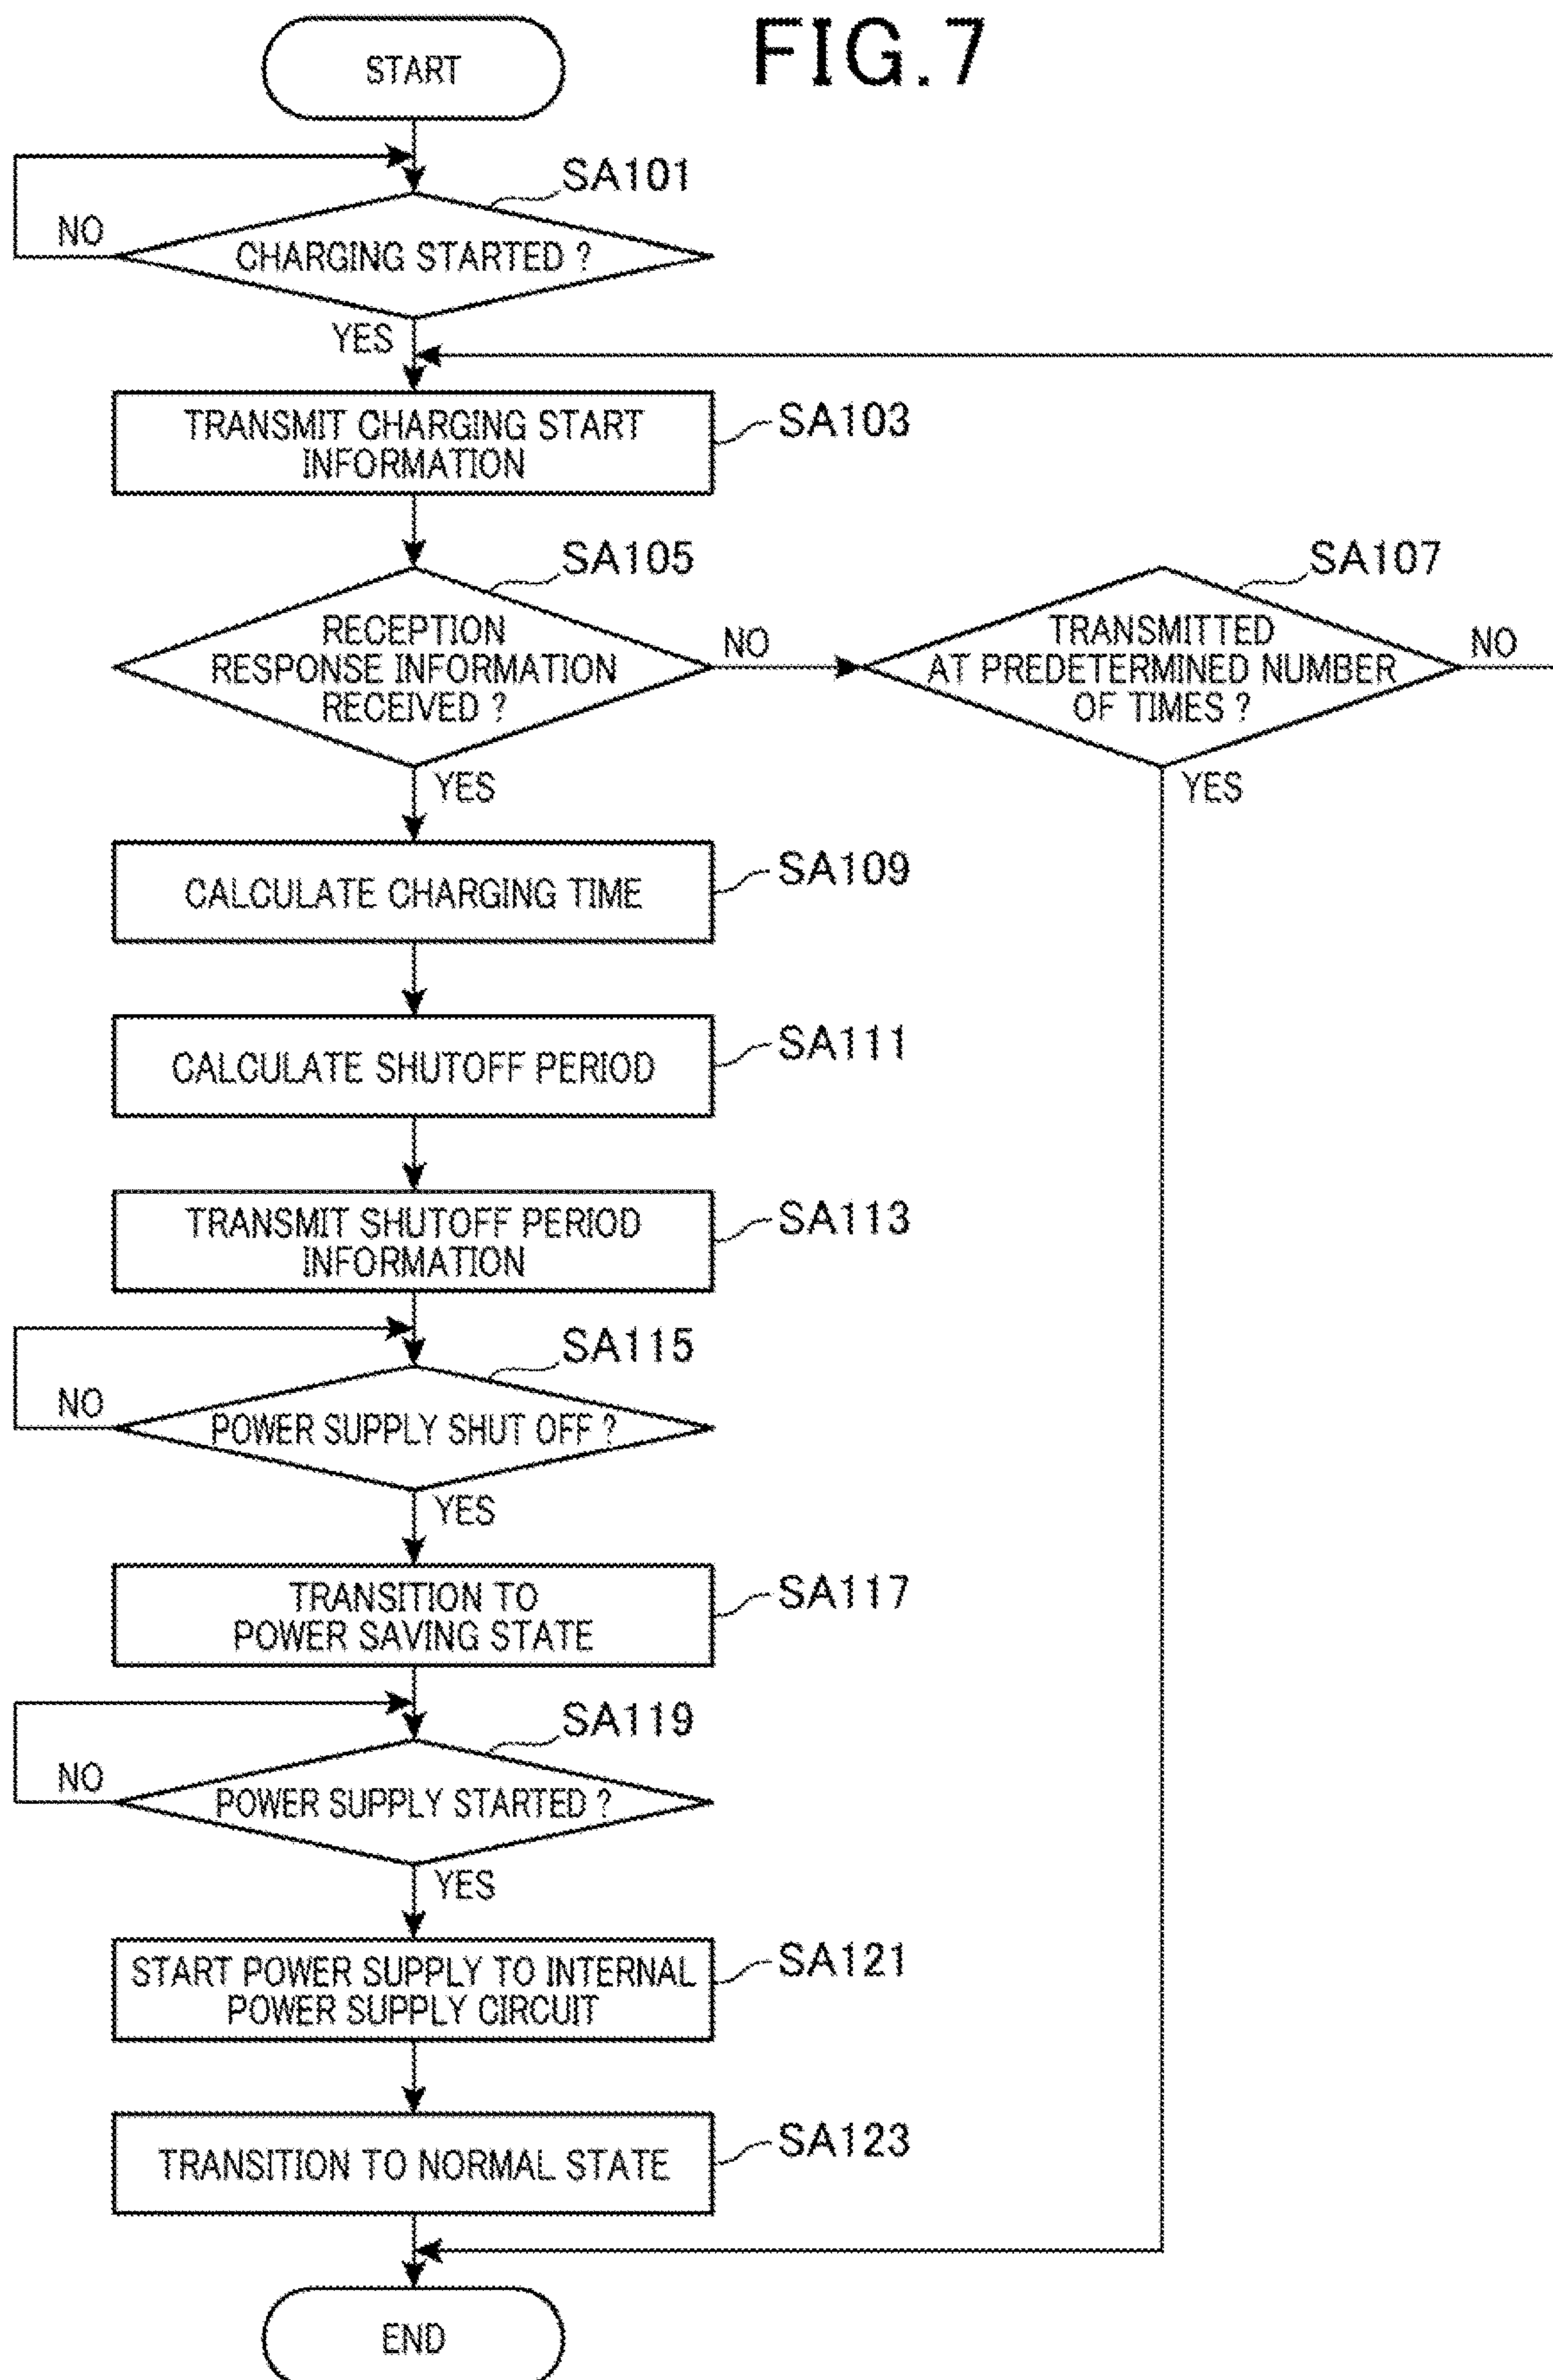 FIG.7
START
SA101
NO
CHARGING STARTED ?
YES
TRANSMIT CHARGING START
INFORMATION
SA103
SA105
RECEPTION
RESPONSE INFORMATION
RECEIVED ?
NO
YES
SA107
TRANSMITTED
AT PREDETERMINED NUMBER
OF TIMES ?
NO
YES
CALCULATE CHARGING TIME
SA109
CALCULATE SHUTOFF PERIOD
SA111
TRANSMIT SHUTOFF PERIOD
INFORMATION
SA113
SA115
NO
POWER SUPPLY SHUT OFF ?
YES
TRANSITION TO
POWER SAVING STATE
SA117
SA119
NO
POWER SUPPLY STARTED ?
YES
START POWER SUPPLY TO INTERNAL
POWER SUPPLY CIRCUIT
SA121
TRANSITION TO NORMAL STATE
SA123
END